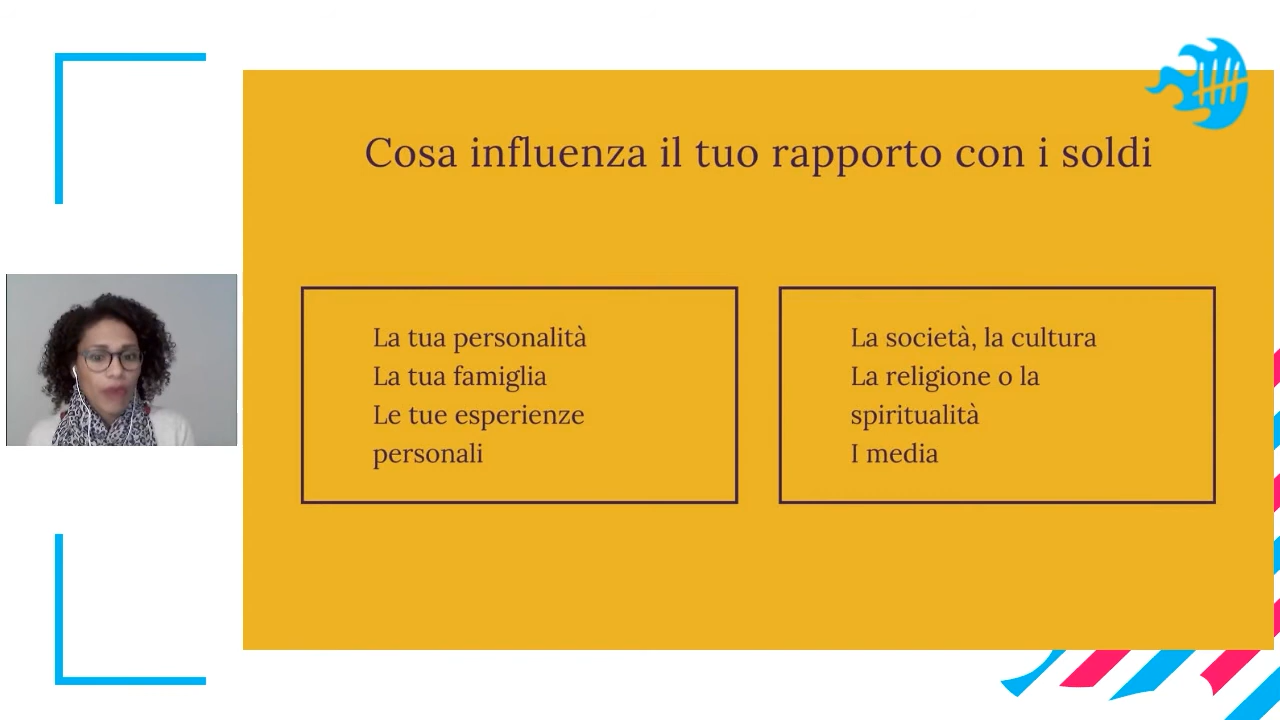 Cosa influenza il tuo rapporto con i soldi
La tua personalità
La tua famiglia
Le tue esperienze
personali
La società, la cultura
La religione o la
spiritualità
I media